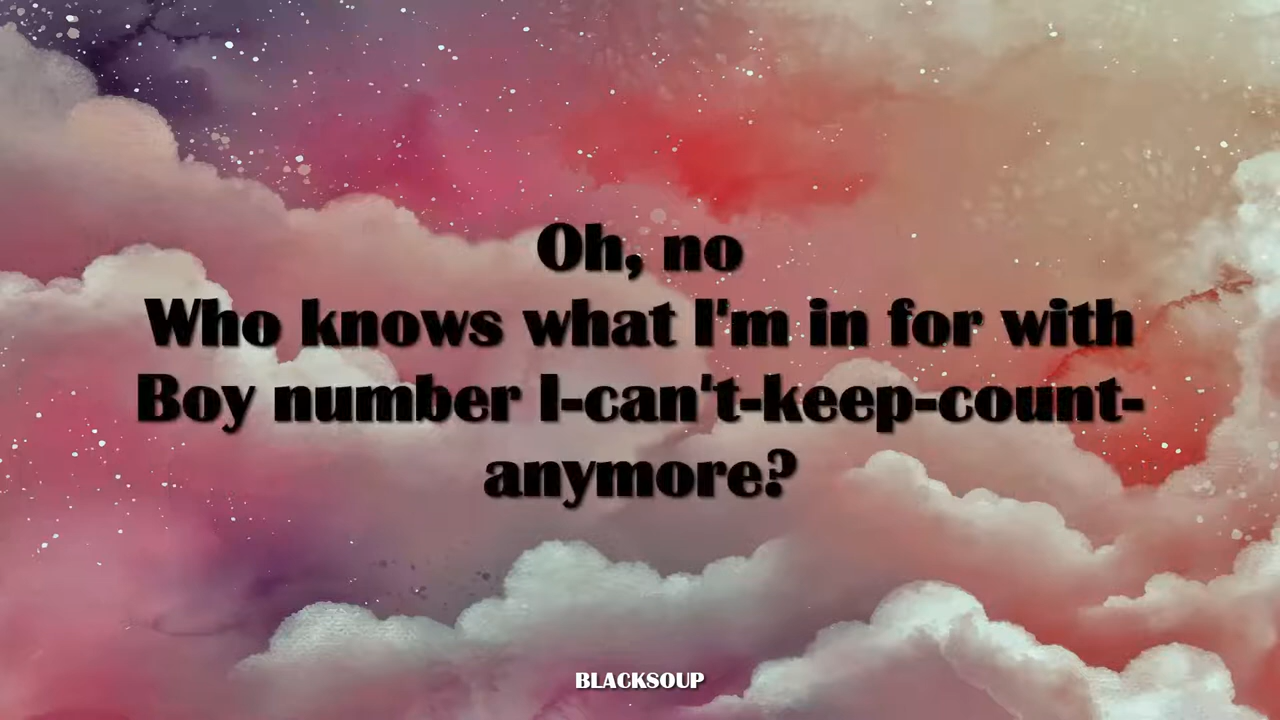 Oh, no
Who knows what I'm in for with
Boy number I-can't-keep-count-
anymore?
BLACKSOUP